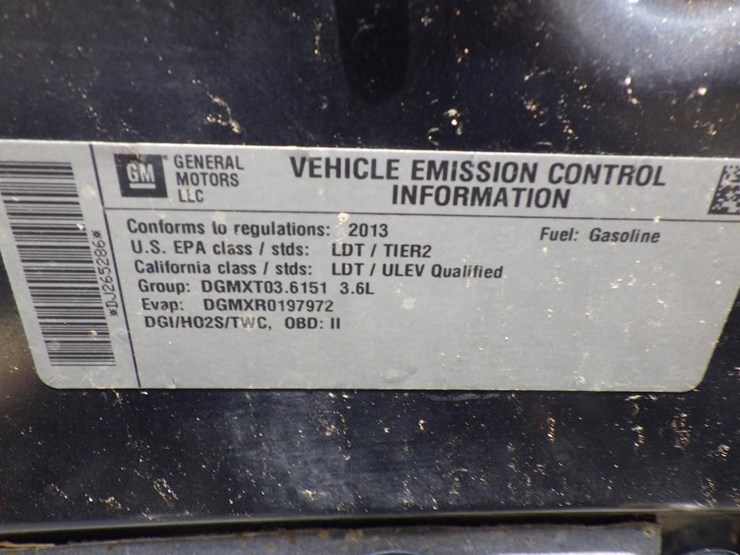 *DJ265286*
GM
GENERAL
MOTORS
LLC
VEHICLE EMISSION CONTROL
INFORMATION
Conforms to regulations: 2013
Fuel: Gasoline
U.S. EPA class / stds: LDT / TIER2
California class / stds: LDT / ULEV Qualified
Group: DGMXT03.6151 3.6L
Evap: DGMXR0197972
DGI/HO2S/TWC, OBD: II